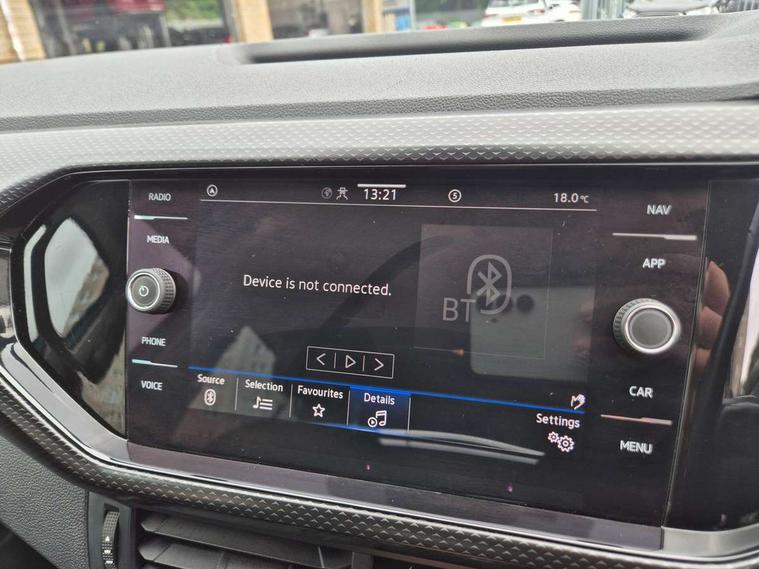 RADIO
MEDIA
PHONE
VOICE
13:21
S
18.0°C
Device is not connected.
BT
Source
Selection
Favourites
Details
Settings
NAV
APP
CAR
MENU